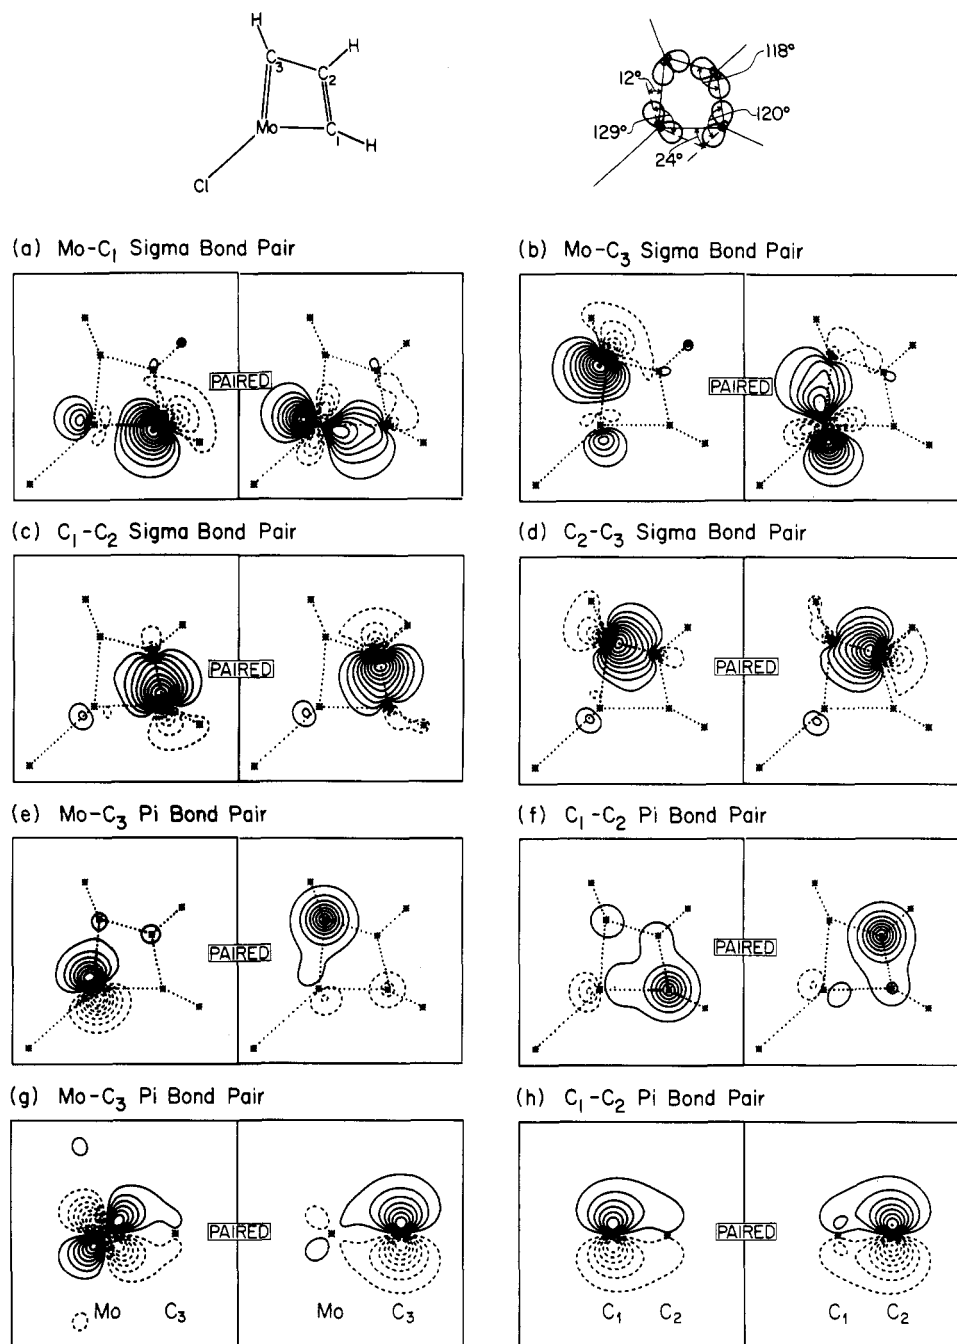 H
H
C3
C2
Mo
C1
H
Cl
118°
12°
120°
129°
24°
(a) Mo-C1 Sigma Bond Pair
(b) Mo-C3 Sigma Bond Pair
PAIRED
PAIRED
(c) C1-C2 Sigma Bond Pair
(d) C2-C3 Sigma Bond Pair
PAIRED
PAIRED
(e) Mo-C3 Pi Bond Pair
(f) C1-C2 Pi Bond Pair
PAIRED
PAIRED
(g) Mo-C3 Pi Bond Pair
(h) C1-C2 Pi Bond Pair
PAIRED
PAIRED
Mo C3 Mo C3
C1 C2 C1 C2